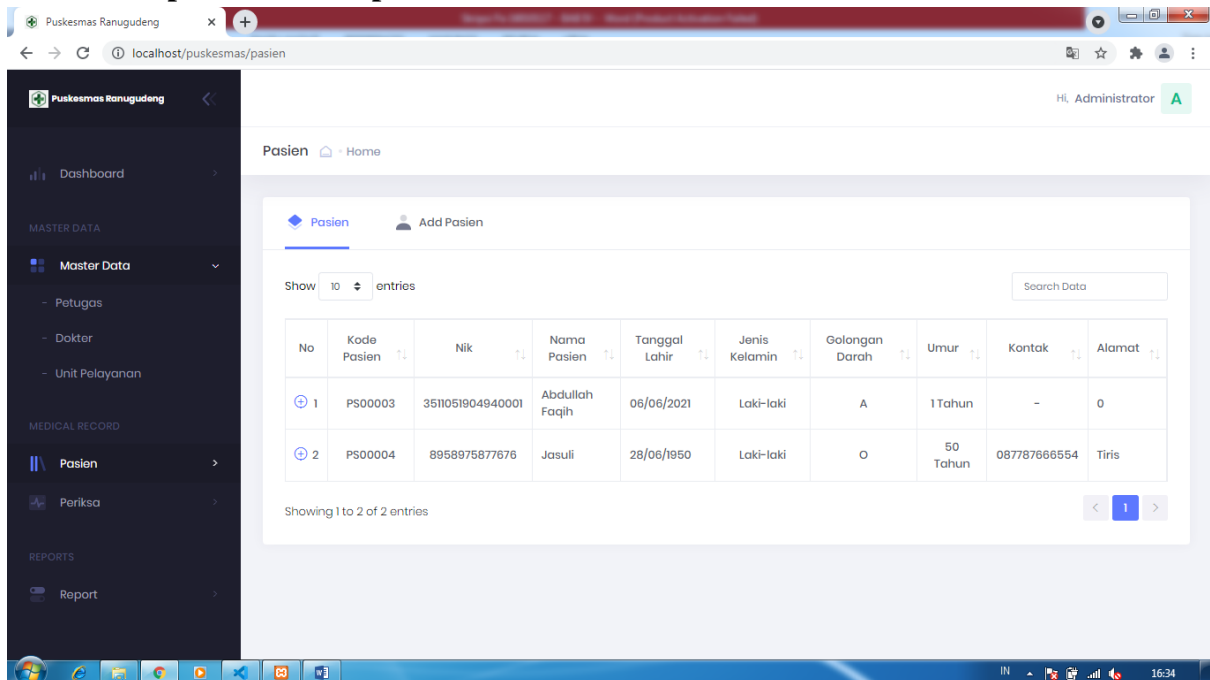 Puskesmas Ranugudeng
localhost/puskesmas/pasien
Puskesmas Ranugudeng
Hi, Administrator A
Pasien - Home
Dashboard
MASTER DATA
Master Data
- Petugas
- Dokter
- Unit Pelayanan
MEDICAL RECORD
Pasien
Periksa
REPORTS
Report
Pasien Add Pasien
Show 10 entries Search Data
No Kode Pasien Nik Nama Pasien Tanggal Lahir Jenis Kelamin Golongan Darah Umur Kontak Alamat
1 PS00003 3511051904940001 Abdullah Faqih 06/06/2021 Laki-laki A 1 Tahun - 0
2 PS00004 8958975877676 Jasuli 28/06/1950 Laki-laki O 50 Tahun 087787666554 Tiris
Showing 1 to 2 of 2 entries < 1 >
IN 16:34